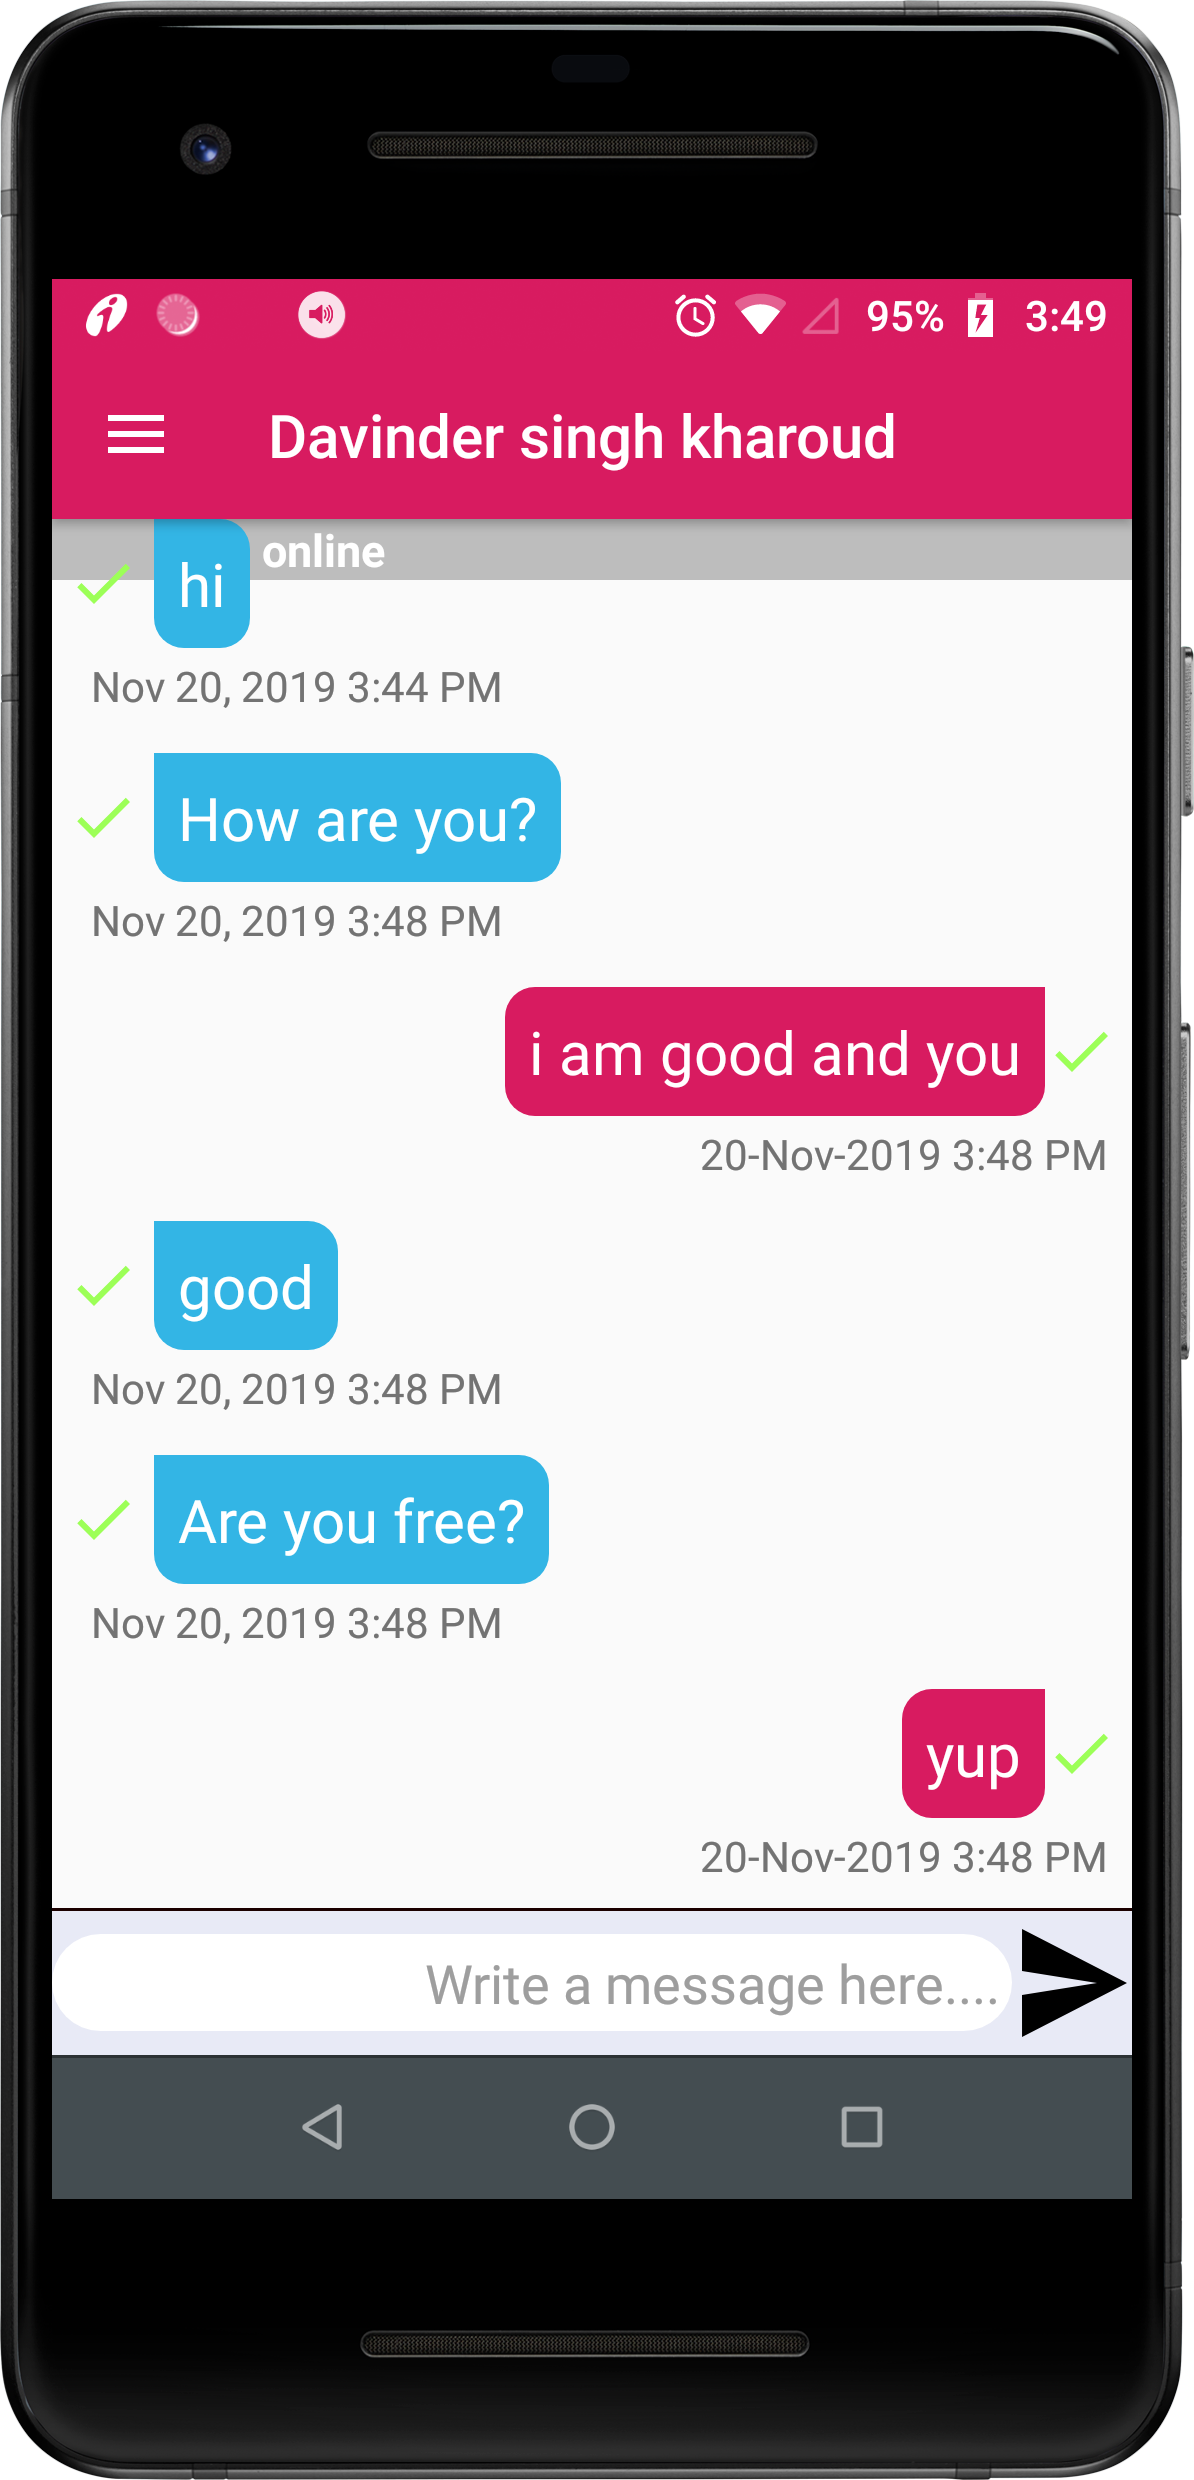 95% 3:49
Davinder singh kharoud
online
hi
Nov 20, 2019 3:44 PM
How are you?
Nov 20, 2019 3:48 PM
i am good and you
20-Nov-2019 3:48 PM
good
Nov 20, 2019 3:48 PM
Are you free?
Nov 20, 2019 3:48 PM
yup
20-Nov-2019 3:48 PM
Write a message here....